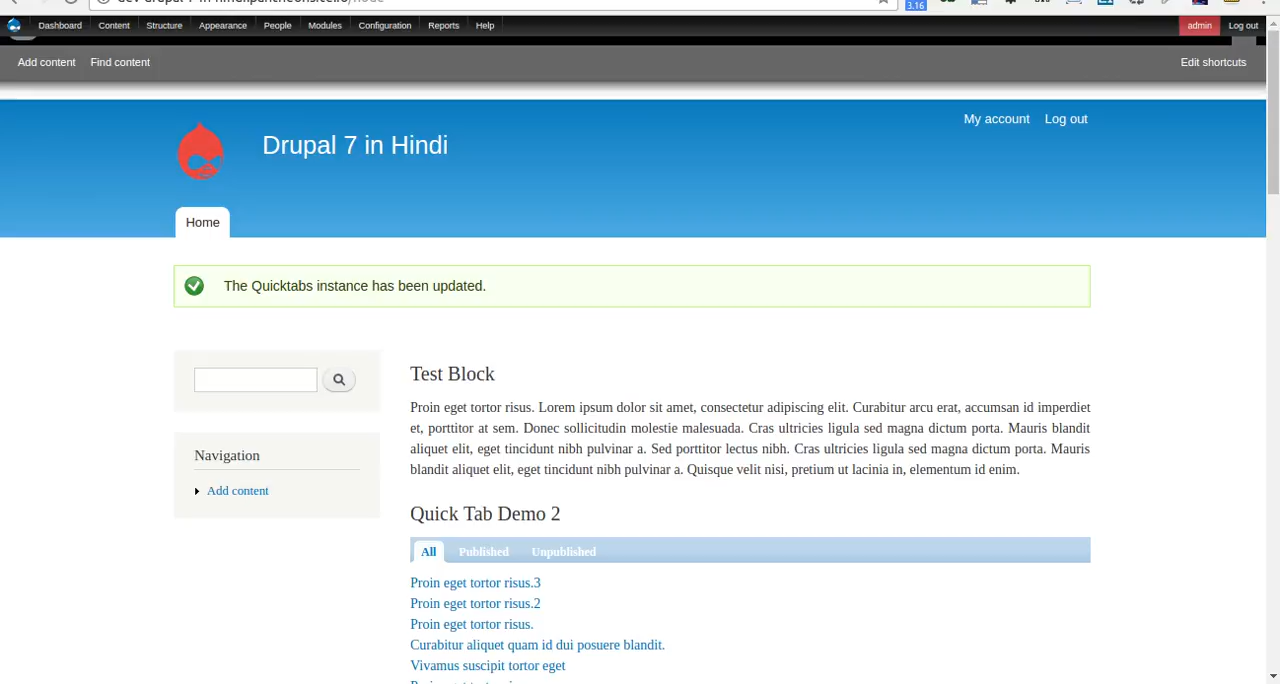 3.16
Dashboard Content Structure Appearance People Modules Configuration Reports Help admin Log out
Add content Find content Edit shortcuts
My account Log out
Drupal 7 in Hindi
Home
The Quicktabs instance has been updated.
Test Block
Proin eget tortor risus. Lorem ipsum dolor sit amet, consectetur adipiscing elit. Curabitur arcu erat, accumsan id imperdiet
et, porttitor at sem. Donec sollicitudin molestie malesuada. Cras ultricies ligula sed magna dictum porta. Mauris blandit
aliquet elit, eget tincidunt nibh pulvinar a. Sed porttitor lectus nibh. Cras ultricies ligula sed magna dictum porta. Mauris
blandit aliquet elit, eget tincidunt nibh pulvinar a. Quisque velit nisi, pretium ut lacinia in, elementum id enim.
Navigation
Add content
Quick Tab Demo 2
All Published Unpublished
Proin eget tortor risus.3
Proin eget tortor risus.2
Proin eget tortor risus.
Curabitur aliquet quam id dui posuere blandit.
Vivamus suscipit tortor eget